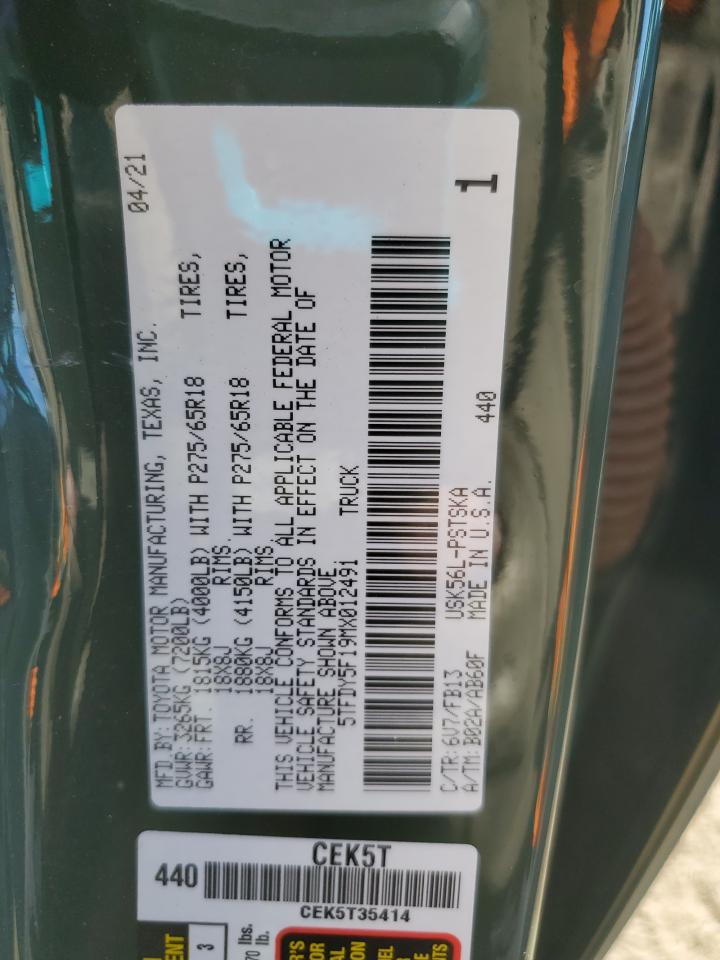 04/21
MFD.BY:TOYOTA MOTOR MANUFACTURING, TEXAS, INC.
GVWR:3265KG (7200LB)
GAWR:FRT. 1815KG (4000LB) WITH P275/65R18 TIRES,
18X8J RIMS.
RR. 1880KG (4150LB) WITH P275/65R18 TIRES,
18X8J RIMS.
THIS VEHICLE CONFORMS TO ALL APPLICABLE FEDERAL MOTOR
VEHICLE SAFETY STANDARDS IN EFFECT ON THE DATE OF
MANUFACTURE SHOWN ABOVE.
5TFDY5F19MX012491 TRUCK
1
C/TR:6V7/FB13 USK56L-PSTSKA 440
A/TM:B02A/AB60F MADE IN U.S.A.
CEK5T
440
CEK5T35414
3
lbs.
lb.